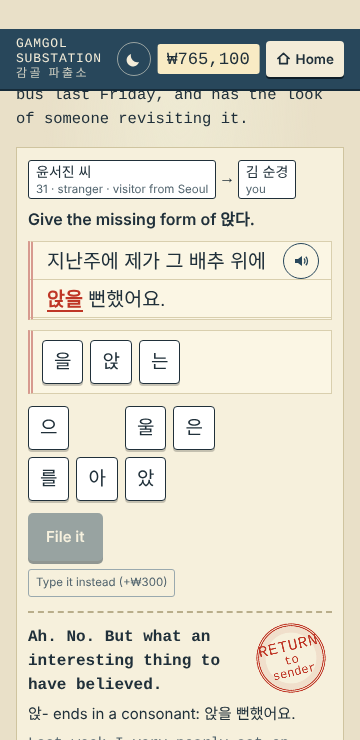 GAMGOL
SUBSTATION
감골 파출소
₩765,100
Home
bus last Friday, and has the look
of someone revisiting it.
윤서진 씨
31 · stranger · visitor from Seoul
→
김 순경
you
Give the missing form of 앉다.
지난주에 제가 그 배추 위에
앉을 뻔했어요.
을 앉 는
으 울 은
를 아 았
File it
Type it instead (+₩300)
Ah. No. But what an
interesting thing to
have believed.
RETURN
to
sender
앉- ends in a consonant: 앉을 뻔했어요.